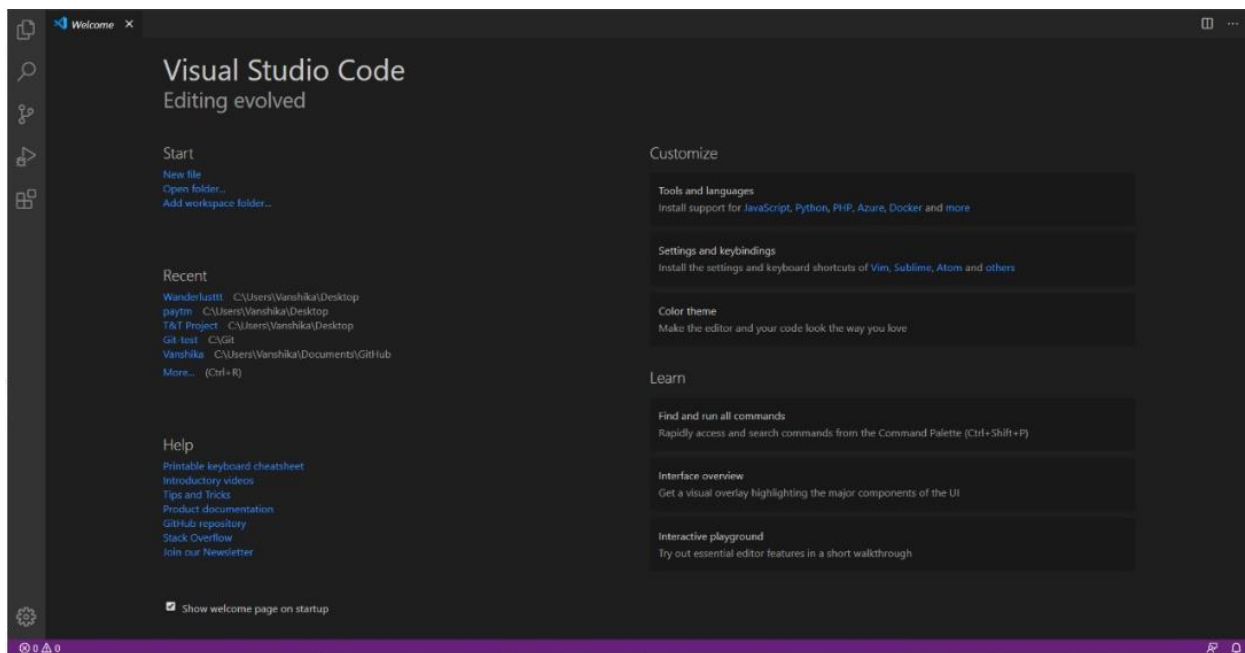 Welcome
Visual Studio Code
Editing evolved
Start
New file
Open folder...
Add workspace folder...
Recent
Wanderlusttt C:\Users\Vanshika\Desktop
paytm C:\Users\Vanshika\Desktop
T&T Project C:\Users\Vanshika\Desktop
Git-test C:\Git
Vanshika C:\Users\Vanshika\Documents\GitHub
More... (Ctrl+R)
Help
Printable keyboard cheatsheet
Introductory videos
Tips and Tricks
Product documentation
GitHub repository
Stack Overflow
Join our Newsletter
Show welcome page on startup
Customize
Tools and languages
Install support for JavaScript, Python, PHP, Azure, Docker and more
Settings and keybindings
Install the settings and keyboard shortcuts of Vim, Sublime, Atom and others
Color theme
Make the editor and your code look the way you love
Learn
Find and run all commands
Rapidly access and search commands from the Command Palette (Ctrl+Shift+P)
Interface overview
Get a visual overlay highlighting the major components of the UI
Interactive playground
Try out essential editor features in a short walkthrough
0 0